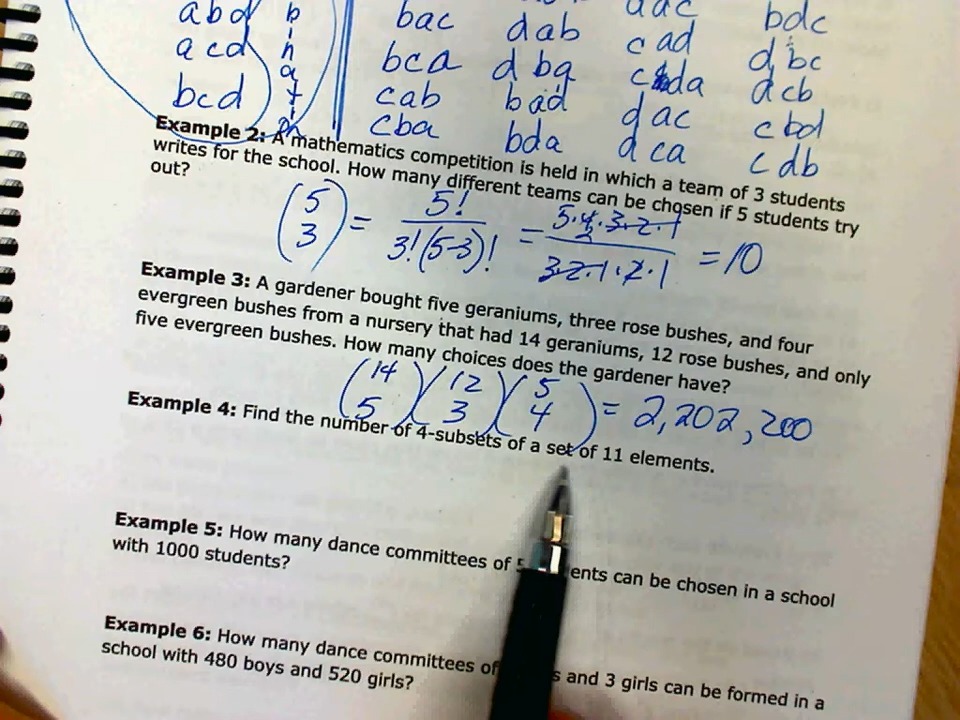 abd b bac dab bdc
acd i n bca dba cad dbc
bcd a t cab bad cbda acb
cba bda dac cbd
dca cdb
Example 2: A mathematics competition is held in which a team of 3 students
writes for the school. How many different teams can be chosen if 5 students try
out?
(5 3) = 5!/3!(5-3)! = 5·4·3·2·1/3·2·1·2·1 = 10
Example 3: A gardener bought five geraniums, three rose bushes, and four
evergreen bushes from a nursery that had 14 geraniums, 12 rose bushes, and only
five evergreen bushes. How many choices does the gardener have?
(14 5)(12 3)(5 4) = 2,202,200
Example 4: Find the number of 4-subsets of a set of 11 elements.
Example 5: How many dance committees of 5 ents can be chosen in a school
with 1000 students?
Example 6: How many dance committees of s and 3 girls can be formed in a
school with 480 boys and 520 girls?